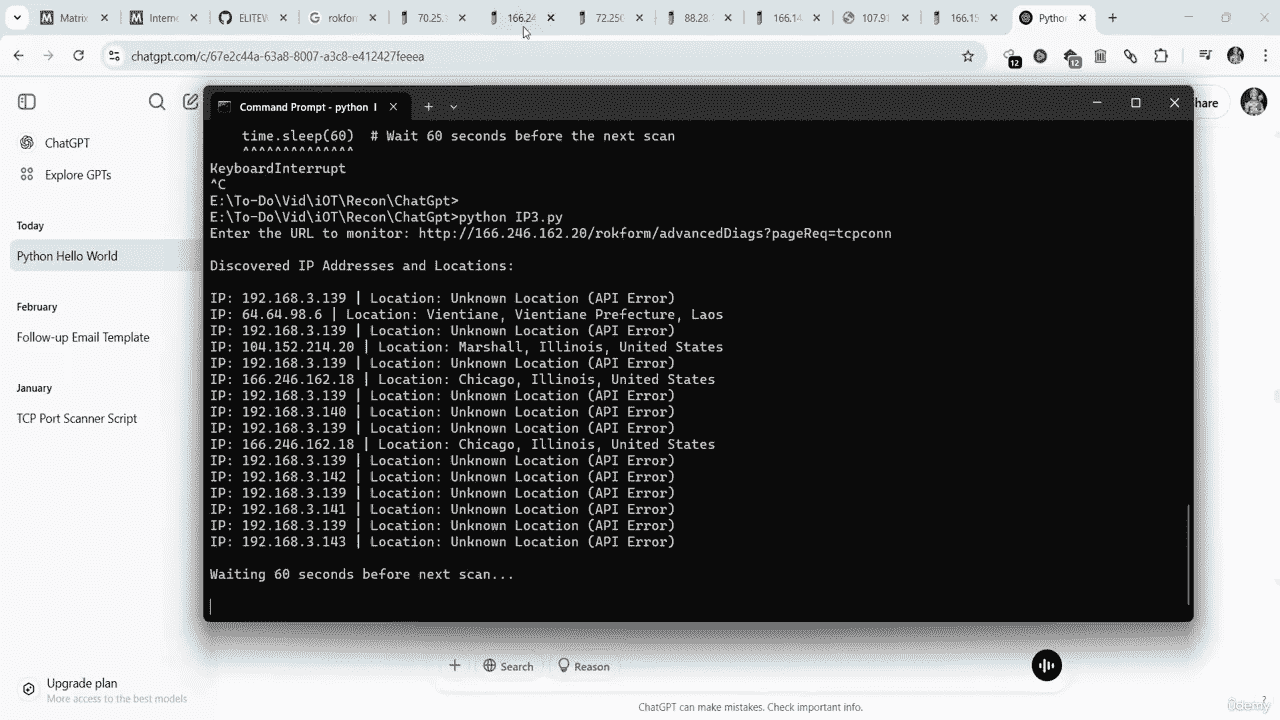 Matrix
Interne
ELITEW
rokform
70.25.
166.24
72.250
88.28.
166.14
107.91
166.15
Pytho
chatgpt.com/c/67e2c44a-63a8-8007-a3c8-e412427feeea
12
12
Command Prompt - python I
hare
ChatGPT
Explore GPTs
Today
Python Hello World
February
Follow-up Email Template
January
TCP Port Scanner Script
time.sleep(60)  # Wait 60 seconds before the next scan
^^^^^^^^^^^^^^
KeyboardInterrupt
^C
E:\To-Do\Vid\iOT\Recon\ChatGpt>
E:\To-Do\Vid\iOT\Recon\ChatGpt>python IP3.py
Enter the URL to monitor: http://166.246.162.20/rokform/advancedDiags?pageReq=tcpconn
Discovered IP Addresses and Locations:
IP: 192.168.3.139 | Location: Unknown Location (API Error)
IP: 64.64.98.6 | Location: Vientiane, Vientiane Prefecture, Laos
IP: 192.168.3.139 | Location: Unknown Location (API Error)
IP: 104.152.214.20 | Location: Marshall, Illinois, United States
IP: 192.168.3.139 | Location: Unknown Location (API Error)
IP: 166.246.162.18 | Location: Chicago, Illinois, United States
IP: 192.168.3.139 | Location: Unknown Location (API Error)
IP: 192.168.3.140 | Location: Unknown Location (API Error)
IP: 192.168.3.139 | Location: Unknown Location (API Error)
IP: 166.246.162.18 | Location: Chicago, Illinois, United States
IP: 192.168.3.139 | Location: Unknown Location (API Error)
IP: 192.168.3.142 | Location: Unknown Location (API Error)
IP: 192.168.3.139 | Location: Unknown Location (API Error)
IP: 192.168.3.141 | Location: Unknown Location (API Error)
IP: 192.168.3.139 | Location: Unknown Location (API Error)
IP: 192.168.3.143 | Location: Unknown Location (API Error)
Waiting 60 seconds before next scan...
Search
Reason
Upgrade plan
More access to the best models
ChatGPT can make mistakes. Check important info.
?
Udemy